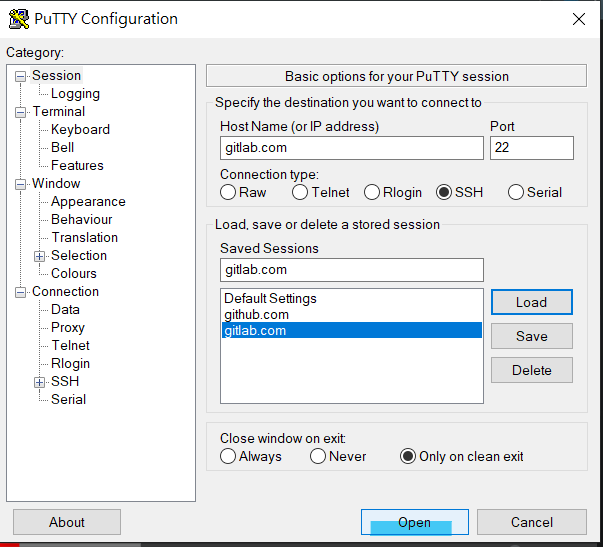 PuTTY Configuration
Category:
Session
Logging
Terminal
Keyboard
Bell
Features
Window
Appearance
Behaviour
Translation
Selection
Colours
Connection
Data
Proxy
Telnet
Rlogin
SSH
Serial
Basic options for your PuTTY session
Specify the destination you want to connect to
Host Name (or IP address) Port
gitlab.com 22
Connection type:
Raw Telnet Rlogin SSH Serial
Load, save or delete a stored session
Saved Sessions
gitlab.com
Default Settings
github.com
gitlab.com
Load
Save
Delete
Close window on exit:
Always Never Only on clean exit
About Open Cancel